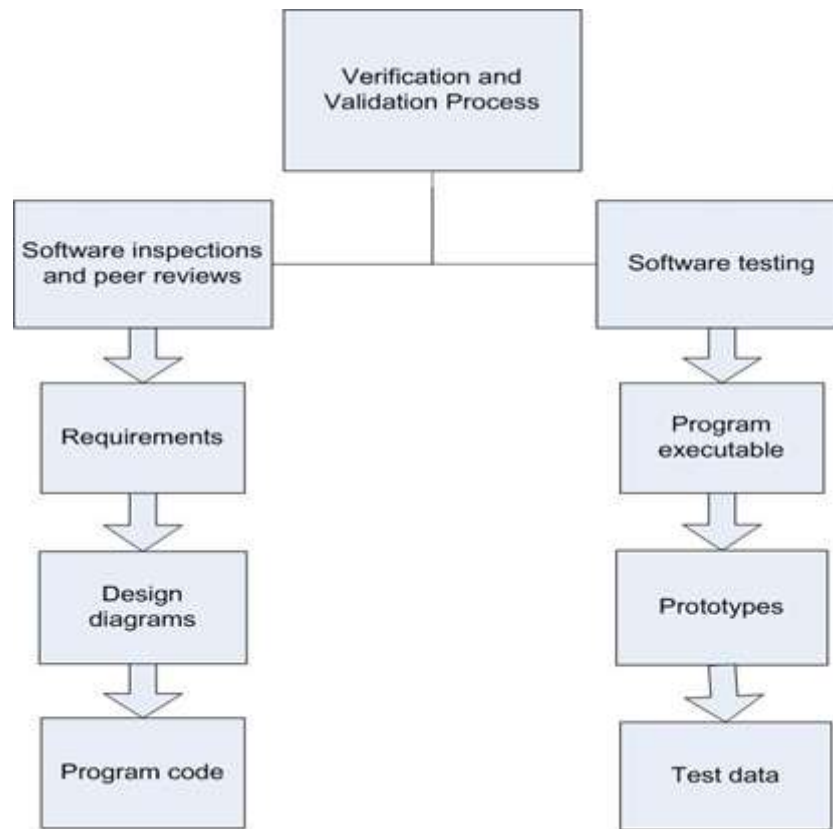 Verification and
Validation Process
Software inspections
and peer reviews
Software testing
Requirements
Program
executable
Design
diagrams
Prototypes
Program code
Test data